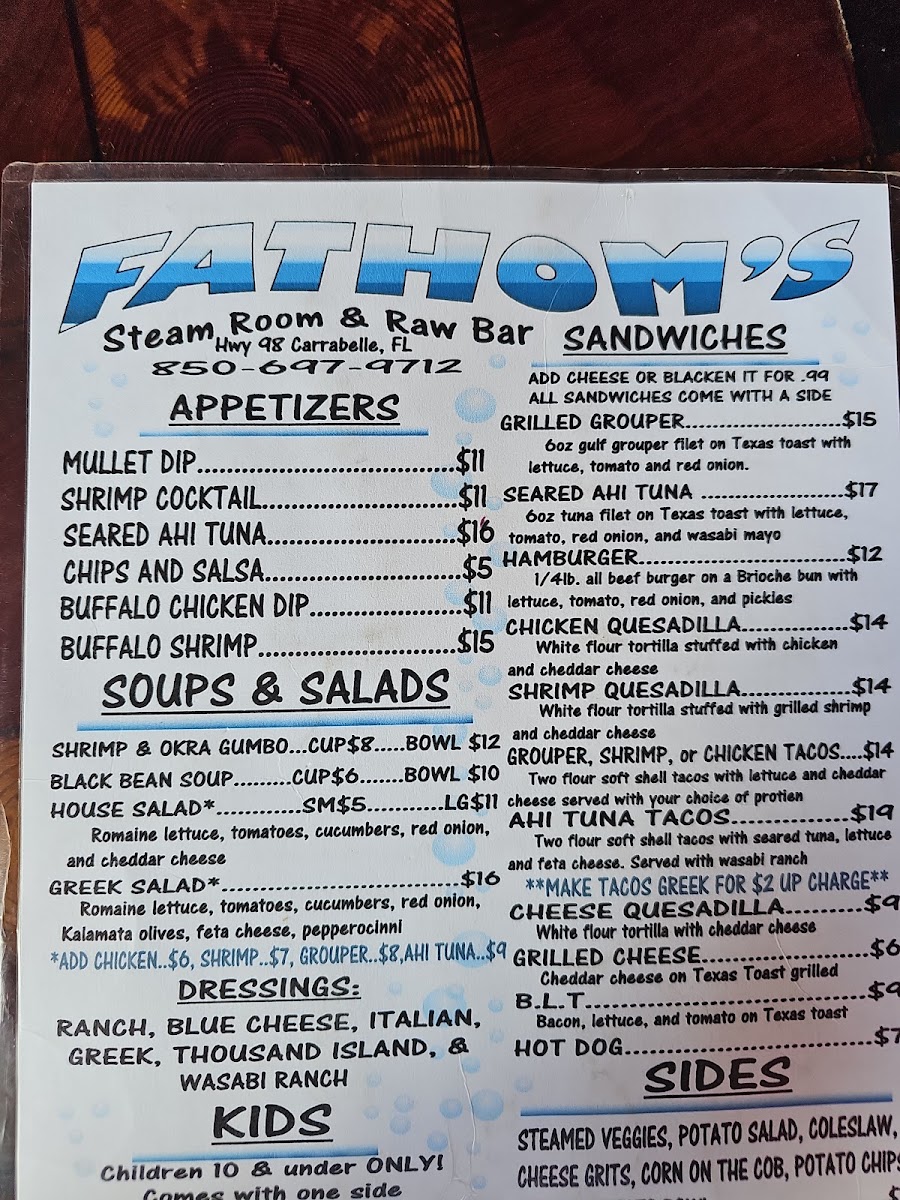 FATHOM'S
Steam Room & Raw Bar
Hwy 98 Carrabelle, FL
850-697-9712
APPETIZERS
MULLET DIP..................................$11
SHRIMP COCKTAIL..........................$11
SEARED AHI TUNA.........................$16
CHIPS AND SALSA..........................$5
BUFFALO CHICKEN DIP....................$11
BUFFALO SHRIMP..........................$15
SOUPS & SALADS
SHRIMP & OKRA GUMBO...CUP$8.....BOWL $12
BLACK BEAN SOUP.........CUP$6.......BOWL $10
HOUSE SALAD*............SM$5...........LG$11
Romaine lettuce, tomatoes, cucumbers, red onion,
and cheddar cheese
GREEK SALAD*.................................$16
Romaine lettuce, tomatoes, cucumbers, red onion,
Kalamata olives, feta cheese, pepperocinni
*ADD CHICKEN..$6, SHRIMP..$7, GROUPER..$8,AHI TUNA..$9
DRESSINGS:
RANCH, BLUE CHEESE, ITALIAN,
GREEK, THOUSAND ISLAND, &
WASABI RANCH
KIDS
Children 10 & under ONLY!
Comes with one side
SANDWICHES
ADD CHEESE OR BLACKEN IT FOR .99
ALL SANDWICHES COME WITH A SIDE
GRILLED GROUPER........................$15
6oz gulf grouper filet on Texas toast with
lettuce, tomato and red onion.
SEARED AHI TUNA ......................$17
6oz tuna filet on Texas toast with lettuce,
tomato, red onion, and wasabi mayo
HAMBURGER................................$12
1/4lb. all beef burger on a Brioche bun with
lettuce, tomato, red onion, and pickles
CHICKEN QUESADILLA................$14
White flour tortilla stuffed with chicken
and cheddar cheese
SHRIMP QUESADILLA.................$14
White flour tortilla stuffed with grilled shrimp
and cheddar cheese
GROUPER, SHRIMP, or CHICKEN TACOS....$14
Two flour soft shell tacos with lettuce and cheddar
cheese served with your choice of protien
AHI TUNA TACOS..................$19
Two flour soft shell tacos with seared tuna, lettuce
and feta cheese. Served with wasabi ranch
**MAKE TACOS GREEK FOR $2 UP CHARGE**
CHEESE QUESADILLA..........$9
White flour tortilla with cheddar cheese
GRILLED CHEESE......................$6
Cheddar cheese on Texas Toast grilled
B.L.T.....................................$9
Bacon, lettuce, and tomato on Texas toast
HOT DOG.................................$7
SIDES
STEAMED VEGGIES, POTATO SALAD, COLESLAW,
CHEESE GRITS, CORN ON THE COB, POTATO CHIPS